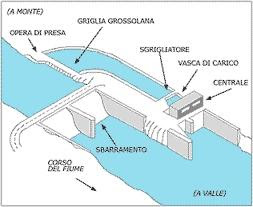 (A MONTE)
GRIGLIA GROSSOLANA
OPERA DI PRESA
SGRIGLIATORE
VASCA DI CARICO
CENTRALE
SBARRAMENTO
CORSO
DEL FIUME
(A VALLE)